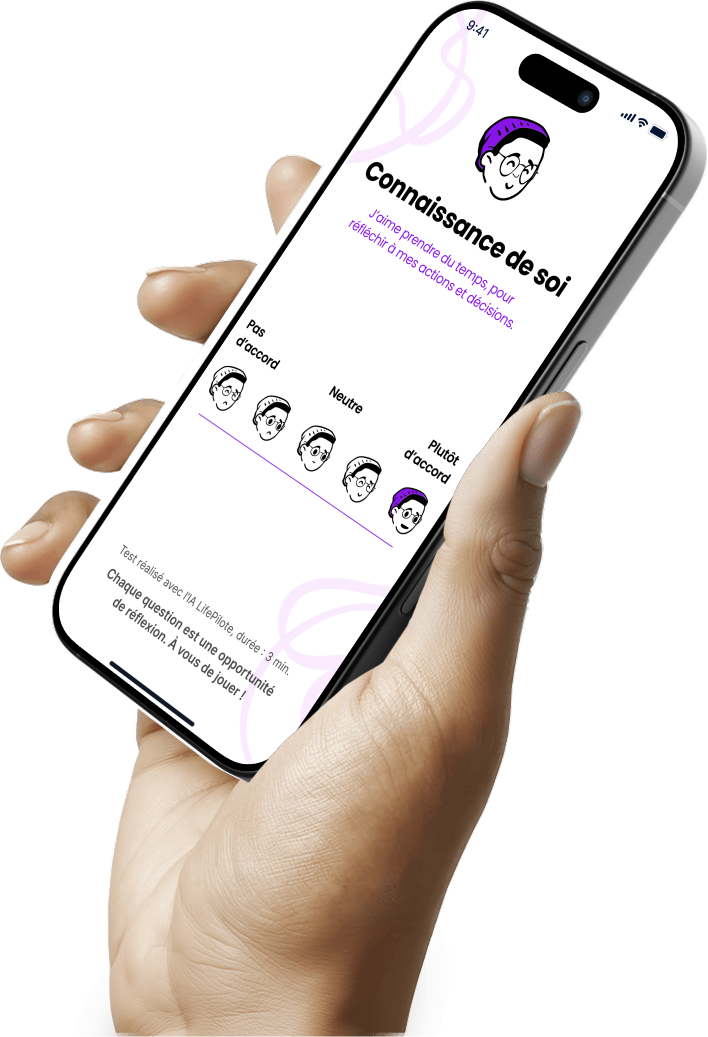 9:41
Connaissance de soi
J'aime prendre du temps, pour
réfléchir à mes actions et décisions.
Pas
d'accord
Neutre
Plutôt
d'accord
Test réalisé avec l'IA LifePilote, durée : 3 min.
Chaque question est une opportunité
de réflexion. À vous de jouer !